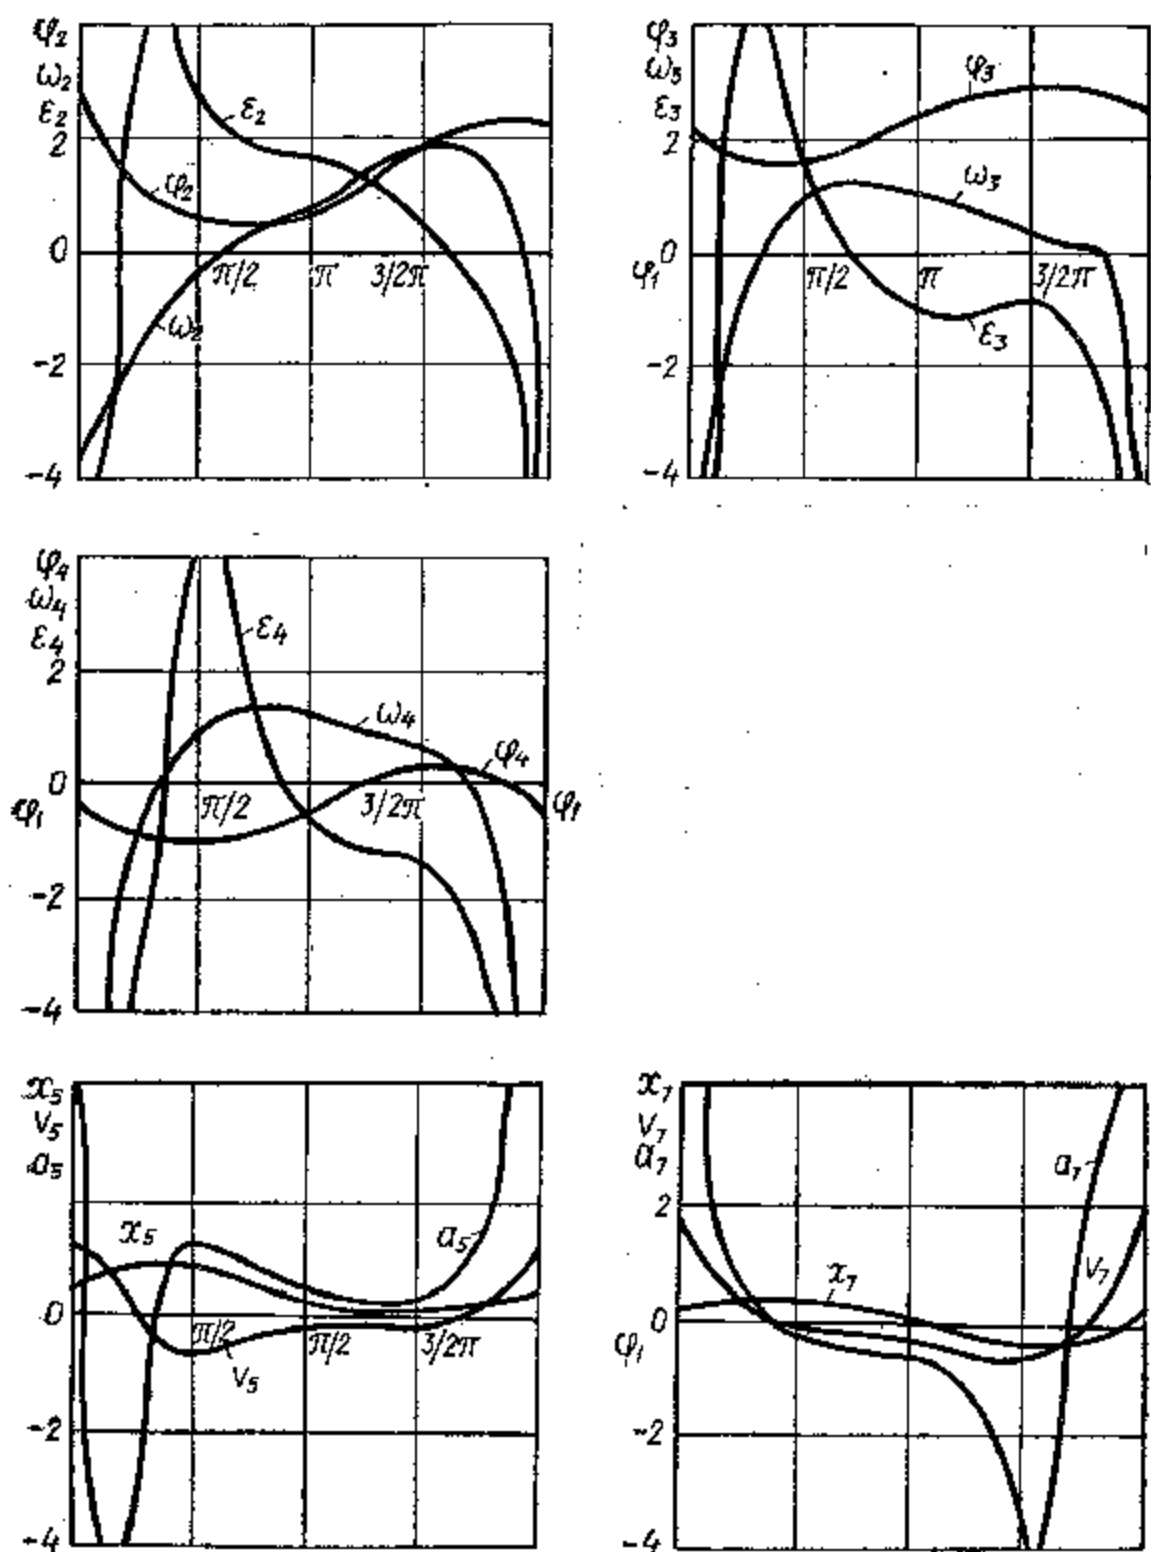 φ₂
ω₂
ε₂
2
0
-2
-4
ε₂
φ₂
ω₂
π/2
π
3/2π
φ₃
ω₃
ε₃
2
0
φ₁
-2
-4
φ₃
ω₃
ε₃
π/2
π
3/2π
φ₄
ω₄
ε₄
2
0
φ₁
-2
-4
ε₄
ω₄
φ₄
π/2
3/2π
φ₁
x₅
v₅
a₅
0
-2
-4
x₅
a₅
v₅
π/2
π/2
3/2π
x₇
v₇
a₇
2
0
φ₁
-2
-4
a₇
x₇
v₇